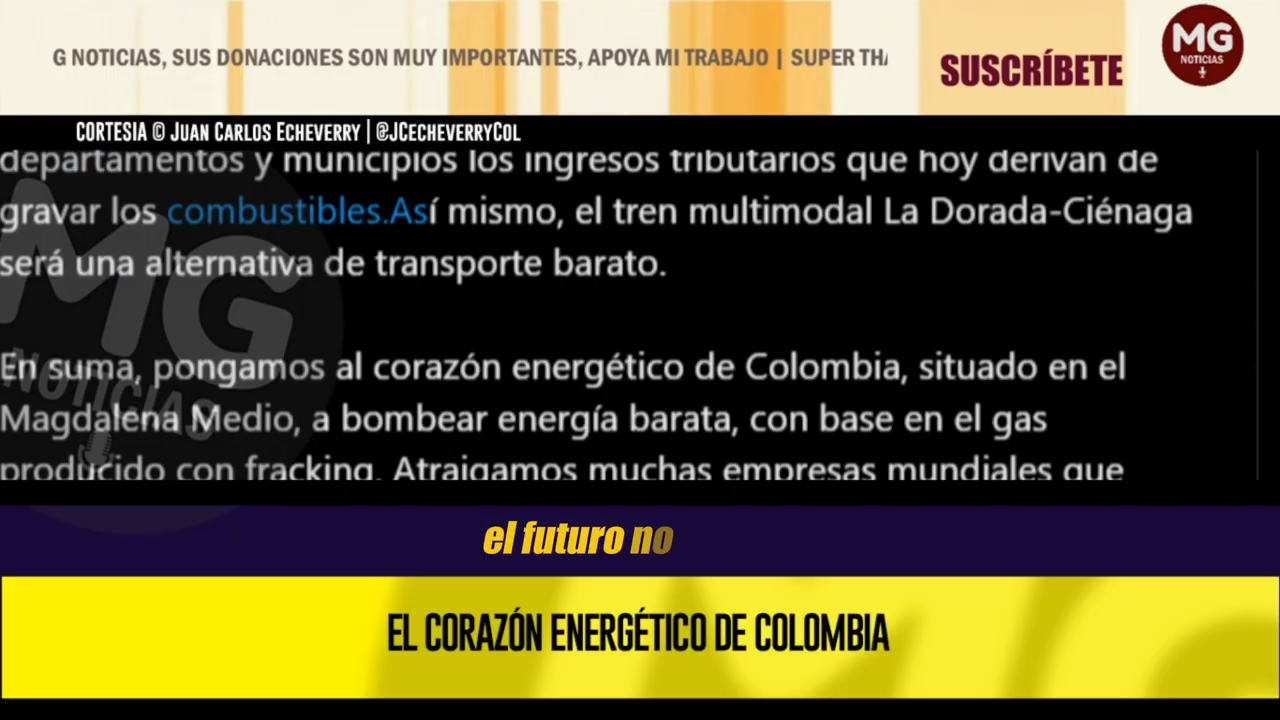 G NOTICIAS, SUS DONACIONES SON MUY IMPORTANTES, APOYA MI TRABAJO | SUPER THA
SUSCRÍBETE
MG
NOTICIAS
CORTESIA © JUAN CARLOS ECHEVERRY | @JCECHEVERRYCOL
departamentos y municipios los ingresos tributarios que hoy derivan de
gravar los combustibles.Así mismo, el tren multimodal La Dorada-Ciénaga
será una alternativa de transporte barato.
En suma, pongamos al corazón energético de Colombia, situado en el
Magdalena Medio, a bombear energía barata, con base en el gas
producido con fracking. Atraigamos muchas empresas mundiales que
MG
NOTICIAS
el futuro no
EL CORAZÓN ENERGÉTICO DE COLOMBIA